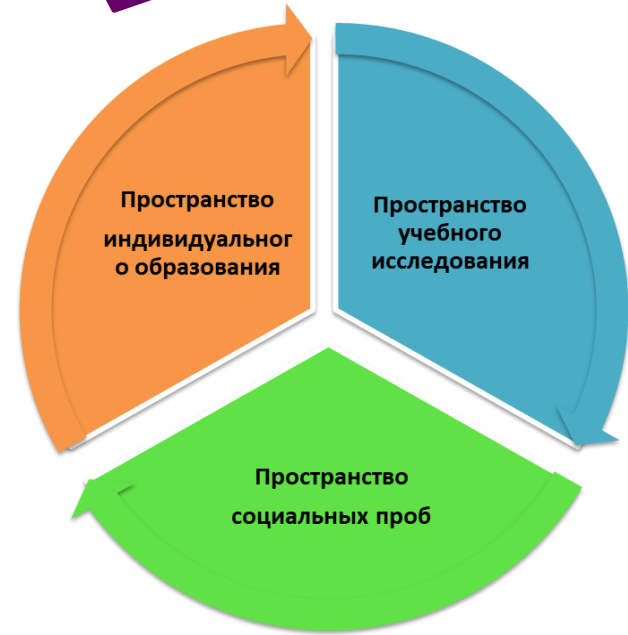 Пространство
индивидуальног
о образования
Пространство
учебного
исследования
Пространство
социальных проб